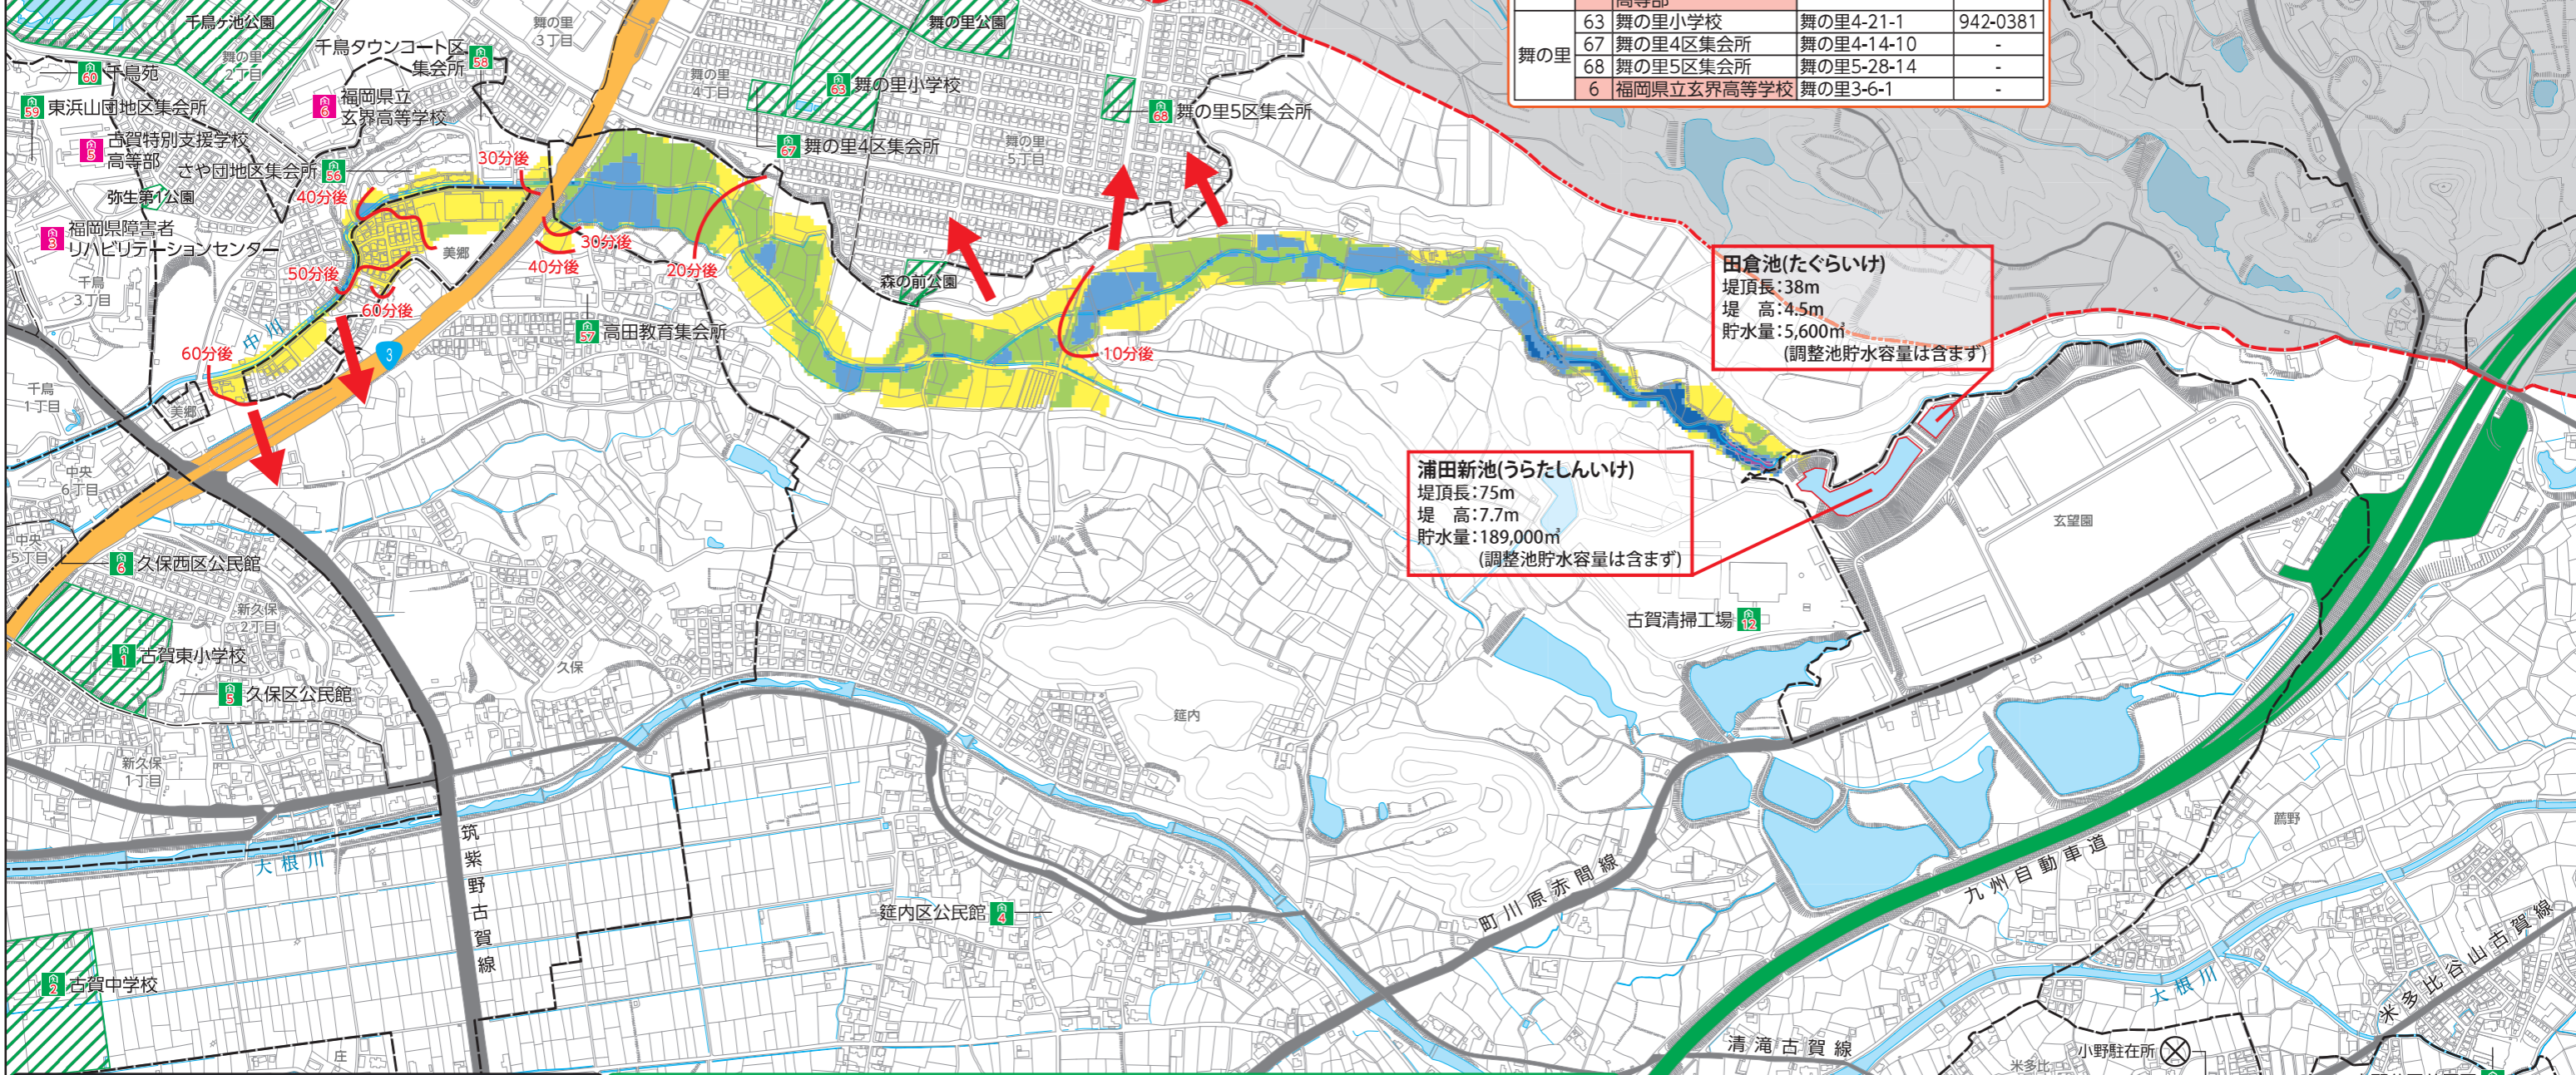 高等部
舞の里
63 舞の里小学校 舞の里4-21-1 942-0381
67 舞の里4区集会所 舞の里4-14-10 -
68 舞の里5区集会所 舞の里5-28-14 -
6 福岡県立玄界高等学校 舞の里3-6-1 -
千鳥ヶ池公園
舞の里
3丁目
舞の里公園
千鳥タウンコート区
集会所
58
舞の里
2丁目
60 千鳥苑
59 東浜山団地区集会所
6 福岡県立
玄界高等学校
5 古賀特別支援学校
高等部
さや団地区集会所 56
弥生第1公園
3 福岡県障害者
リハビリテーションセンター
千鳥
3丁目
舞の里
4丁目
63 舞の里小学校
67 舞の里4区集会所
舞の里
5丁目
68 舞の里5区集会所
30分後
40分後
50分後
60分後
60分後
30分後
40分後
20分後
10分後
美郷
中川
3
57 高田教育集会所
森の前公園
田倉池(たぐらいけ)
堤頂長:38m
堤　高:4.5m
貯水量:5,600㎥
(調整池貯水容量は含まず)
浦田新池(うらたしんいけ)
堤頂長:75m
堤　高:7.7m
貯水量:189,000㎥
(調整池貯水容量は含まず)
千鳥
1丁目
美郷
中央
6丁目
中央
5丁目
6 久保西区公民館
新久保
2丁目
1 古賀東小学校
5 久保区公民館
新久保
1丁目
久保
筵内
玄望園
古賀清掃工場 12
大根川
筑紫野古賀線
2 古賀中学校
庄
筵内区公民館 4
町川原赤間線
九州自動車道
薦野
大根川
米多比谷山古賀線
清滝古賀線
小野駐在所
米多比